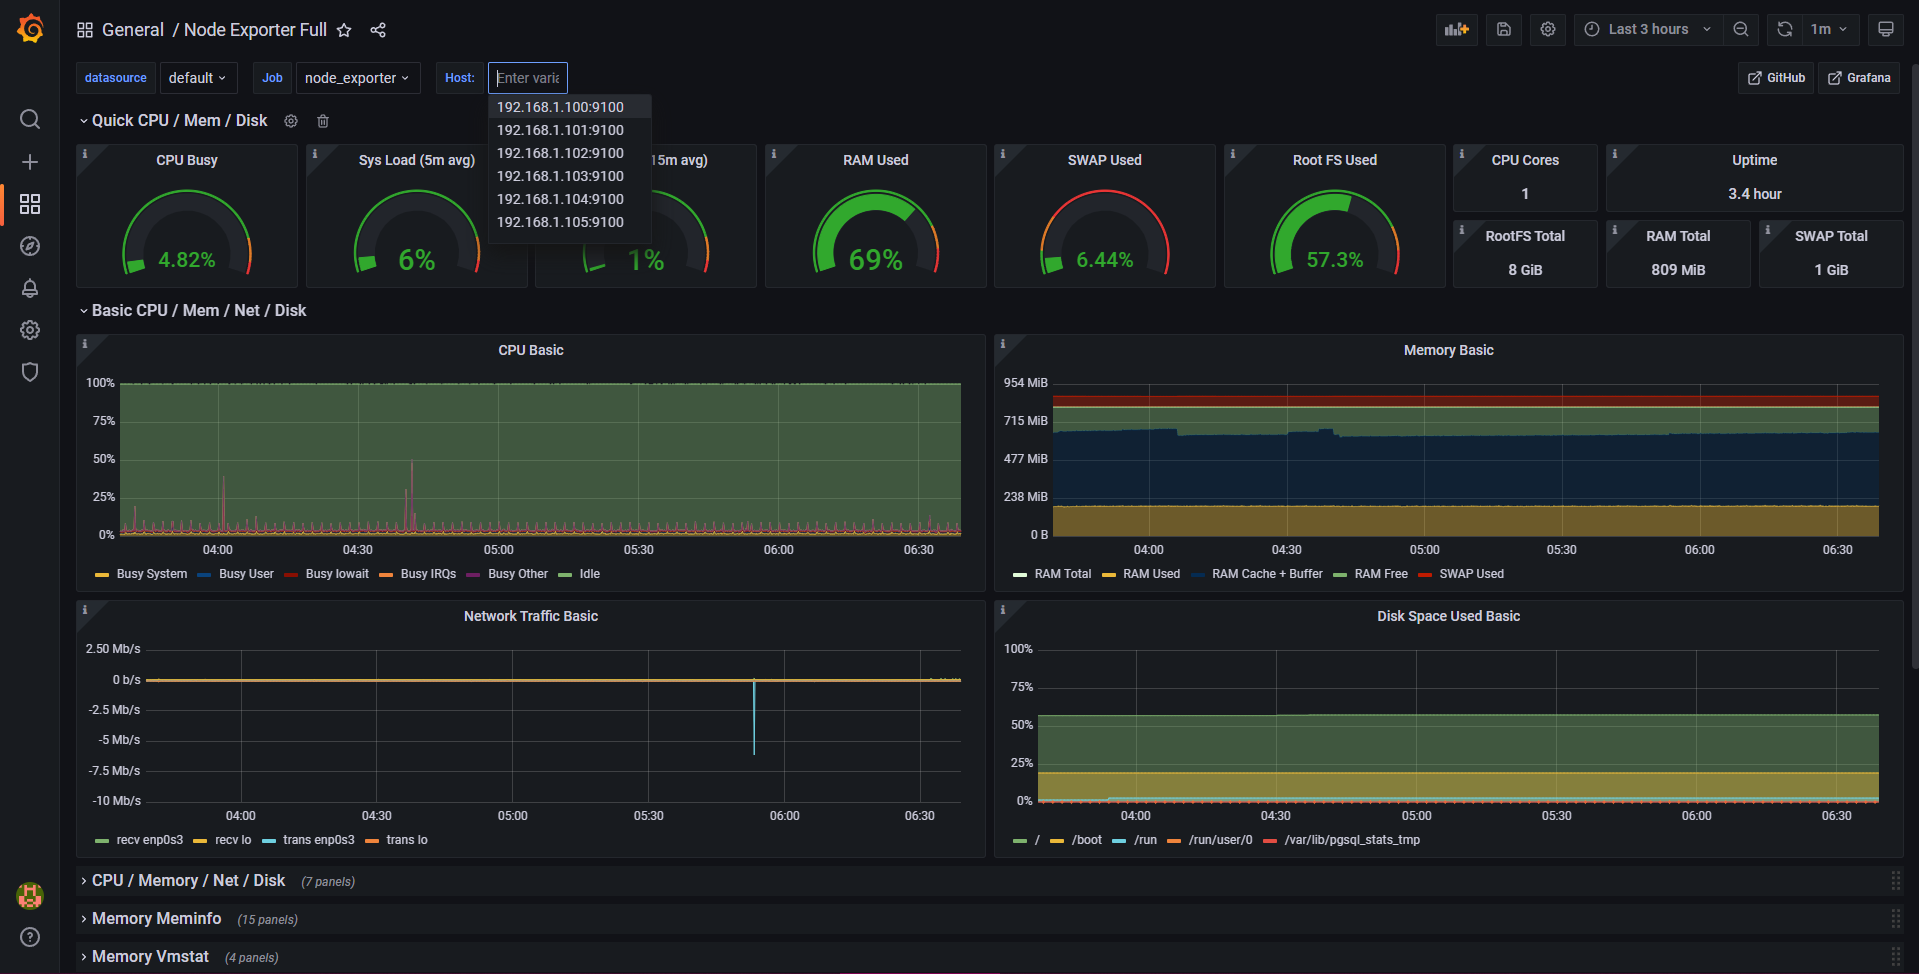 General / Node Exporter Full
Last 3 hours
1m
datasource default Job node_exporter Host: Enter varia
GitHub Grafana
192.168.1.100:9100
192.168.1.101:9100
192.168.1.102:9100
192.168.1.103:9100
192.168.1.104:9100
192.168.1.105:9100
Quick CPU / Mem / Disk
CPU Busy
4.82%
Sys Load (5m avg)
6%
15m avg)
1%
RAM Used
69%
SWAP Used
6.44%
Root FS Used
57.3%
CPU Cores
1
Uptime
3.4 hour
RootFS Total
8 GiB
RAM Total
809 MiB
SWAP Total
1 GiB
Basic CPU / Mem / Net / Disk
CPU Basic
100%
75%
50%
25%
0%
04:00 04:30 05:00 05:30 06:00 06:30
Busy System Busy User Busy Iowait Busy IRQs Busy Other Idle
Memory Basic
954 MiB
715 MiB
477 MiB
238 MiB
0 B
04:00 04:30 05:00 05:30 06:00 06:30
RAM Total RAM Used RAM Cache + Buffer RAM Free SWAP Used
Network Traffic Basic
2.50 Mb/s
0 b/s
-2.5 Mb/s
-5 Mb/s
-7.5 Mb/s
-10 Mb/s
04:00 04:30 05:00 05:30 06:00 06:30
recv enp0s3 recv lo trans enp0s3 trans lo
Disk Space Used Basic
100%
75%
50%
25%
0%
04:00 04:30 05:00 05:30 06:00 06:30
/ /boot /run /run/user/0 /var/lib/pgsql_stats_tmp
CPU / Memory / Net / Disk (7 panels)
Memory Meminfo (15 panels)
Memory Vmstat (4 panels)